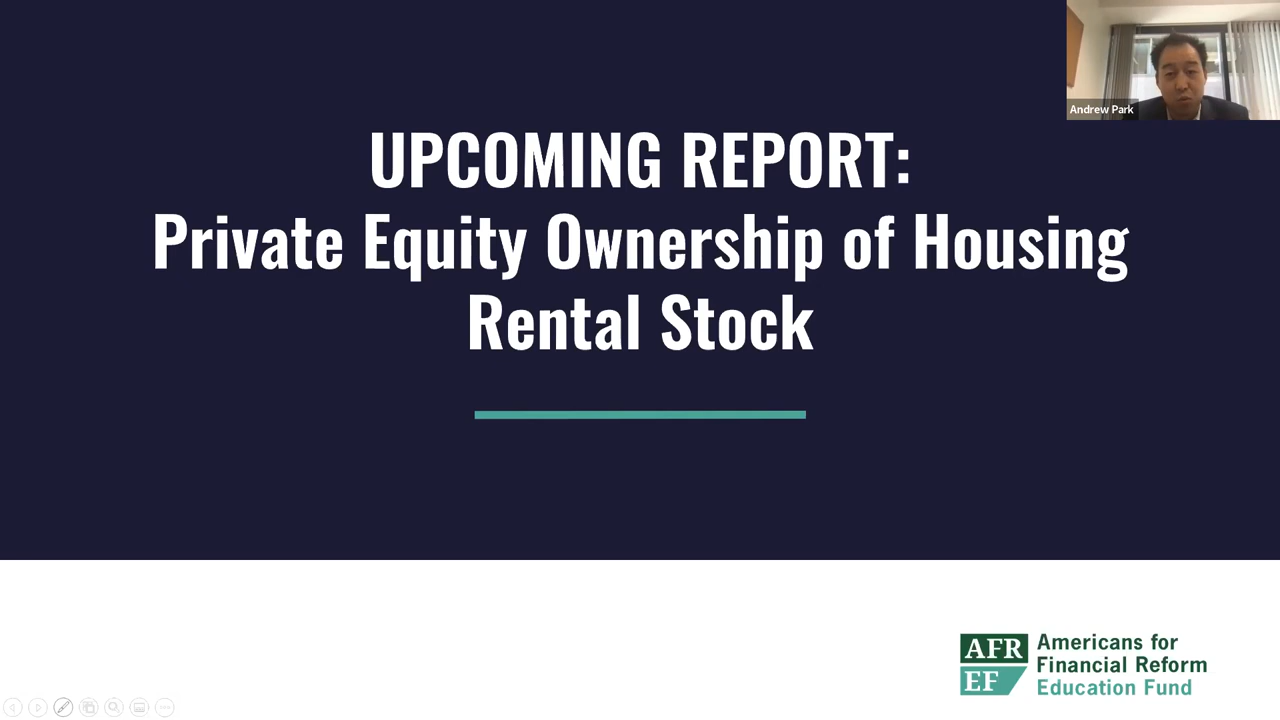 Andrew Park
UPCOMING REPORT:
Private Equity Ownership of Housing
Rental Stock
AFR
EF
Americans for
Financial Reform
Education Fund